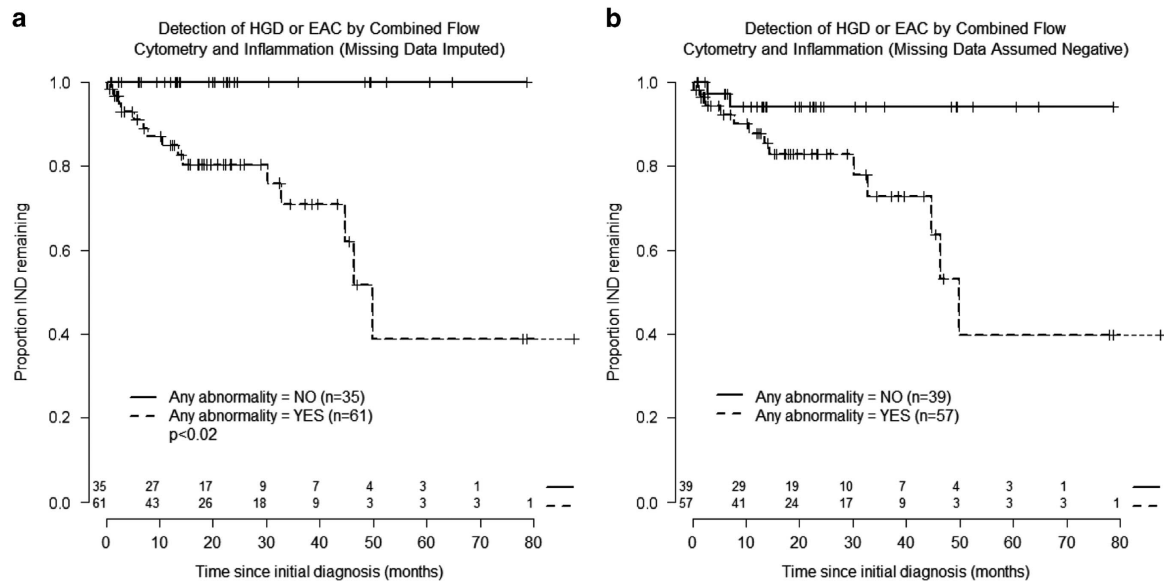 a
Detection of HGD or EAC by Combined Flow
Cytometry and Inflammation (Missing Data Imputed)
Proportion IND remaining
1.0
0.8
0.6
0.4
0.2
0.0
Any abnormality = NO (n=35)
Any abnormality = YES (n=61)
p<0.02
35 27 17 9 7 4 3 1
61 43 26 18 9 3 3 3 1
0 10 20 30 40 50 60 70 80
Time since initial diagnosis (months)
b
Detection of HGD or EAC by Combined Flow
Cytometry and Inflammation (Missing Data Assumed Negative)
Proportion IND remaining
1.0
0.8
0.6
0.4
0.2
0.0
Any abnormality = NO (n=39)
Any abnormality = YES (n=57)
39 29 19 10 7 4 3 1
57 41 24 17 9 3 3 3 1
0 10 20 30 40 50 60 70 80
Time since initial diagnosis (months)